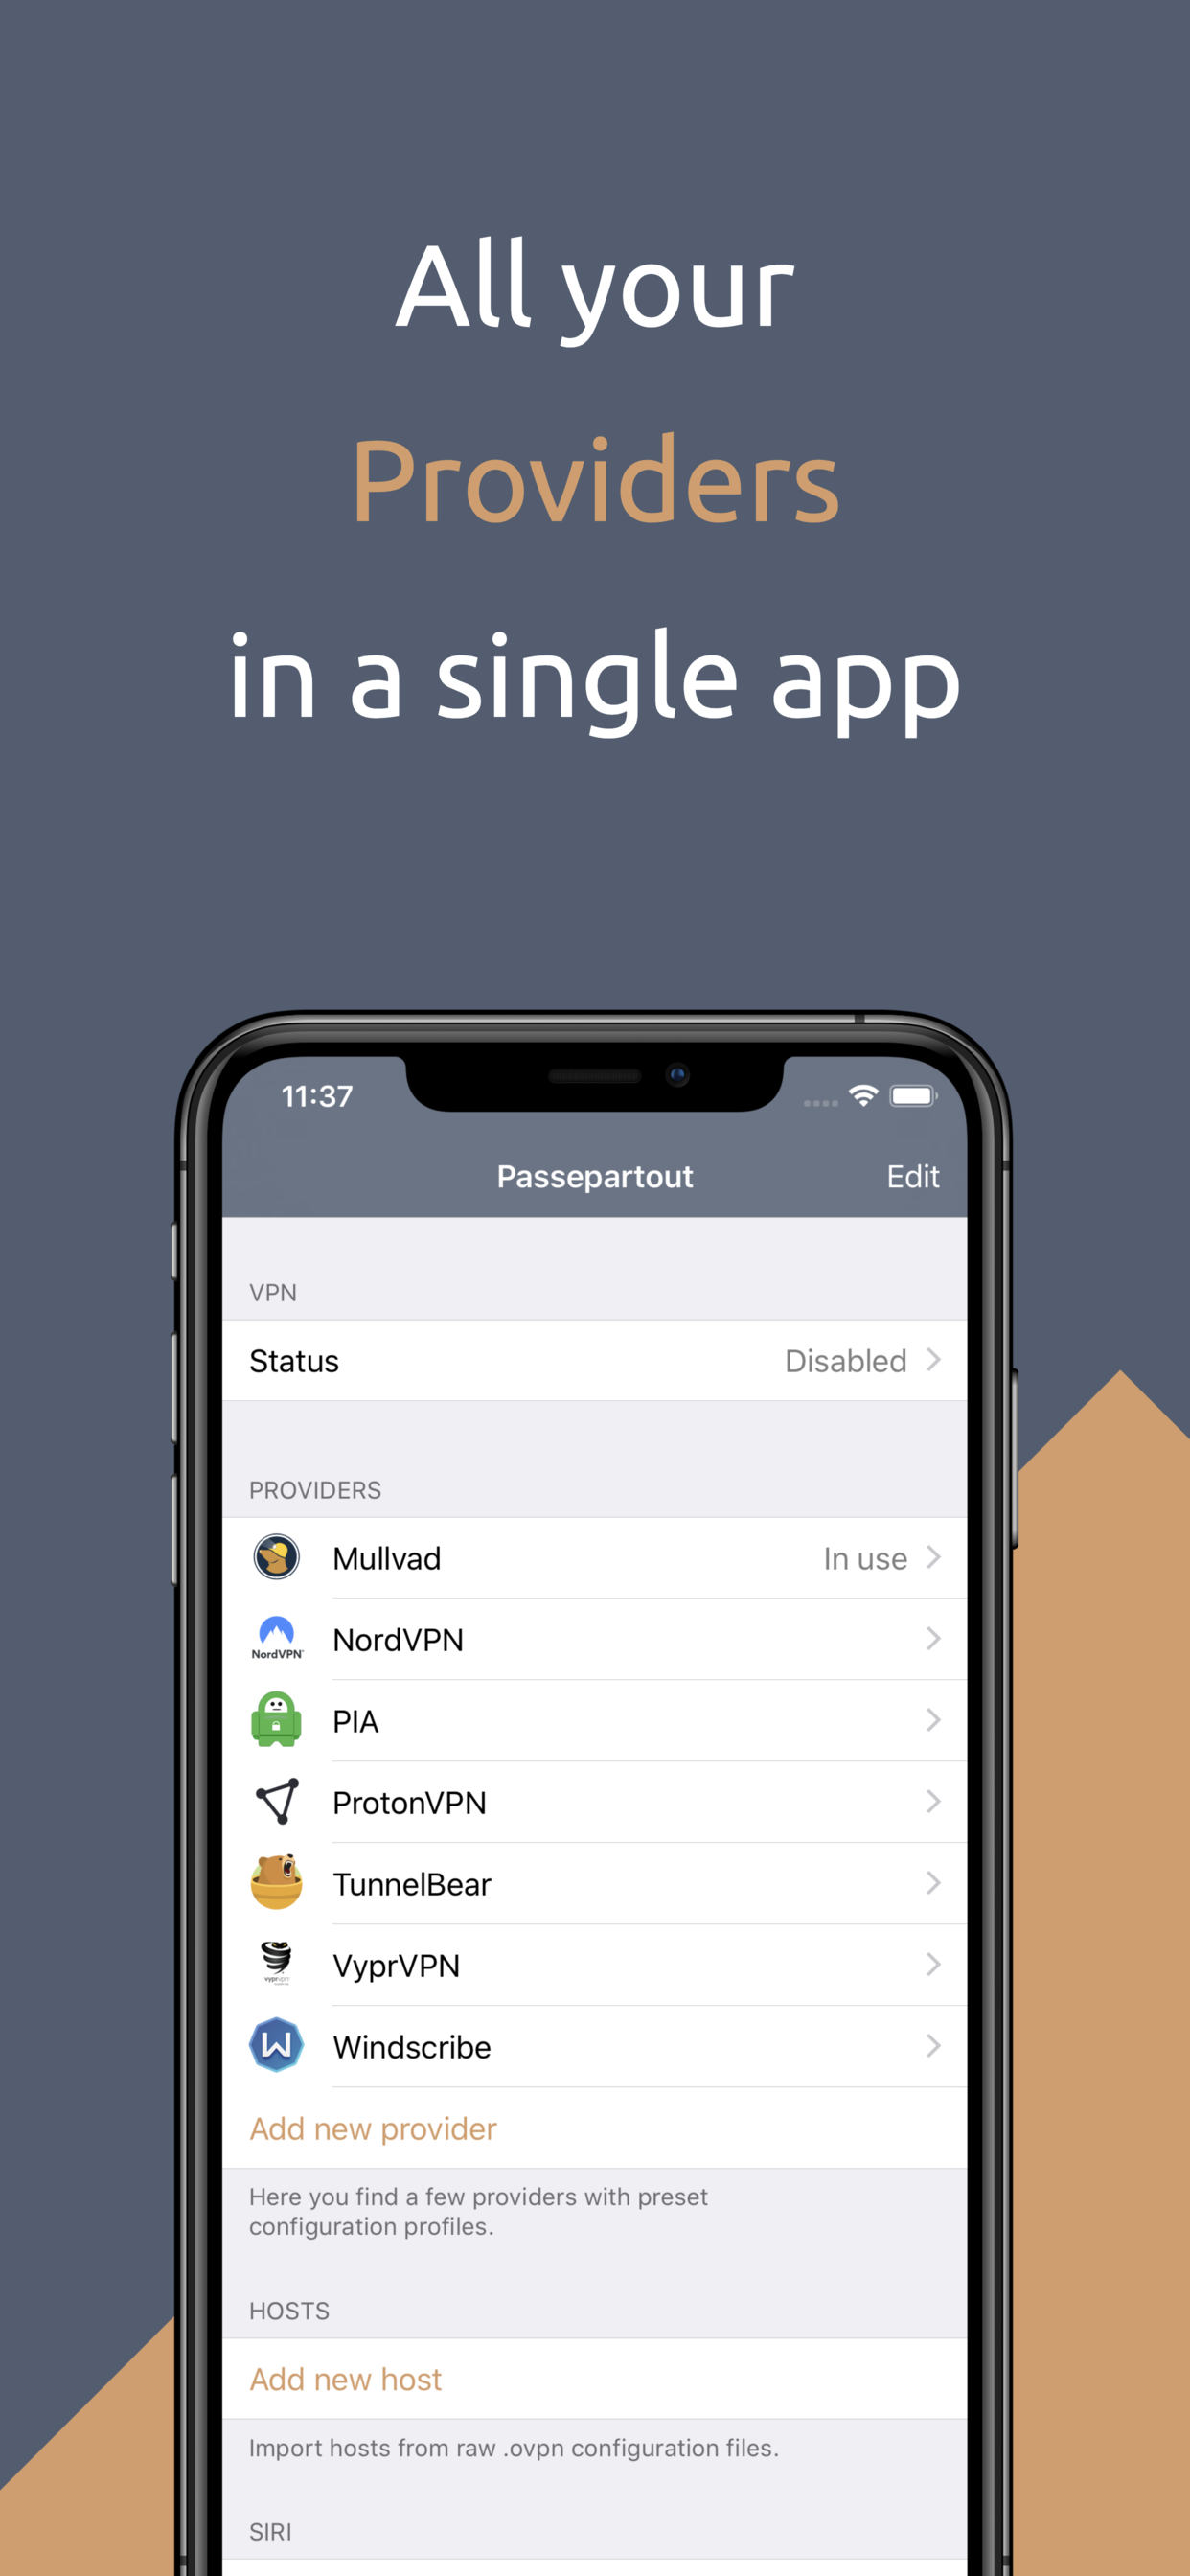 All your
Providers
in a single app
11:37
Passepartout
Edit
VPN
Status
Disabled
PROVIDERS
Mullvad
In use
NordVPN
NordVPN
PIA
ProtonVPN
TunnelBear
vyprvpn
VyprVPN
W
Windscribe
Add new provider
Here you find a few providers with preset
configuration profiles.
HOSTS
Add new host
Import hosts from raw .ovpn configuration files.
SIRI